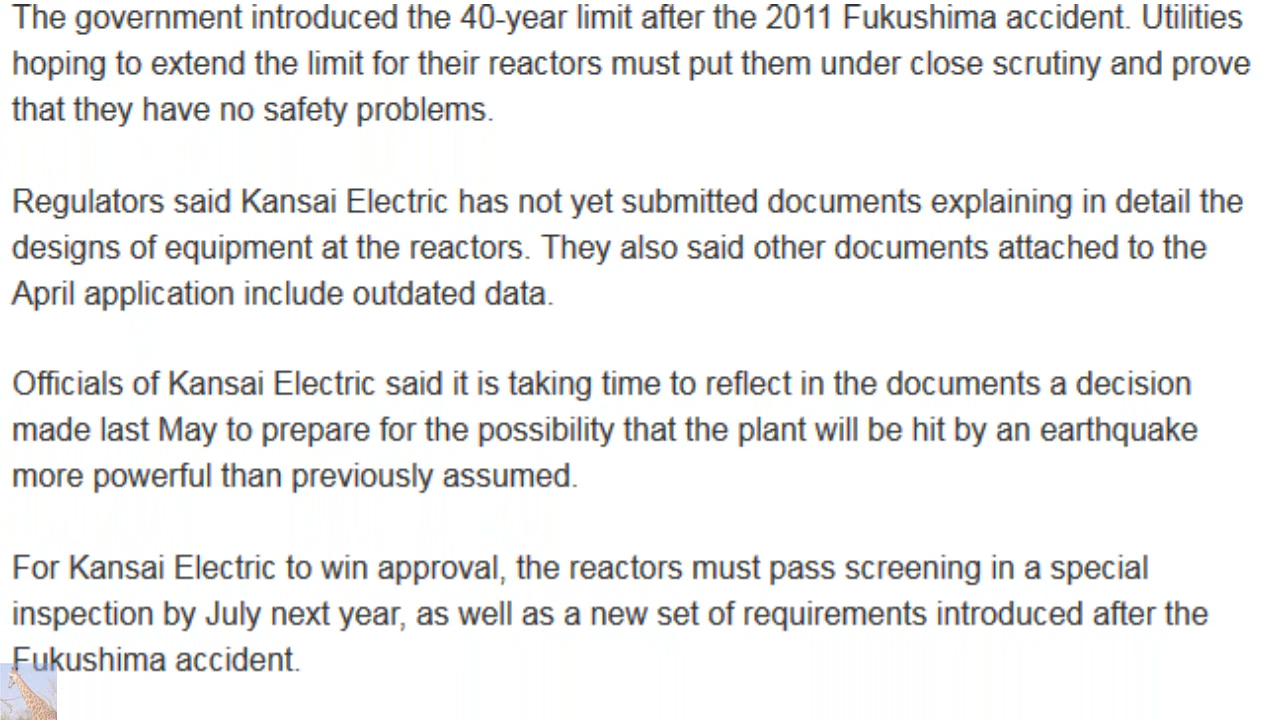 The government introduced the 40-year limit after the 2011 Fukushima accident. Utilities
hoping to extend the limit for their reactors must put them under close scrutiny and prove
that they have no safety problems.
Regulators said Kansai Electric has not yet submitted documents explaining in detail the
designs of equipment at the reactors. They also said other documents attached to the
April application include outdated data.
Officials of Kansai Electric said it is taking time to reflect in the documents a decision
made last May to prepare for the possibility that the plant will be hit by an earthquake
more powerful than previously assumed.
For Kansai Electric to win approval, the reactors must pass screening in a special
inspection by July next year, as well as a new set of requirements introduced after the
Fukushima accident.